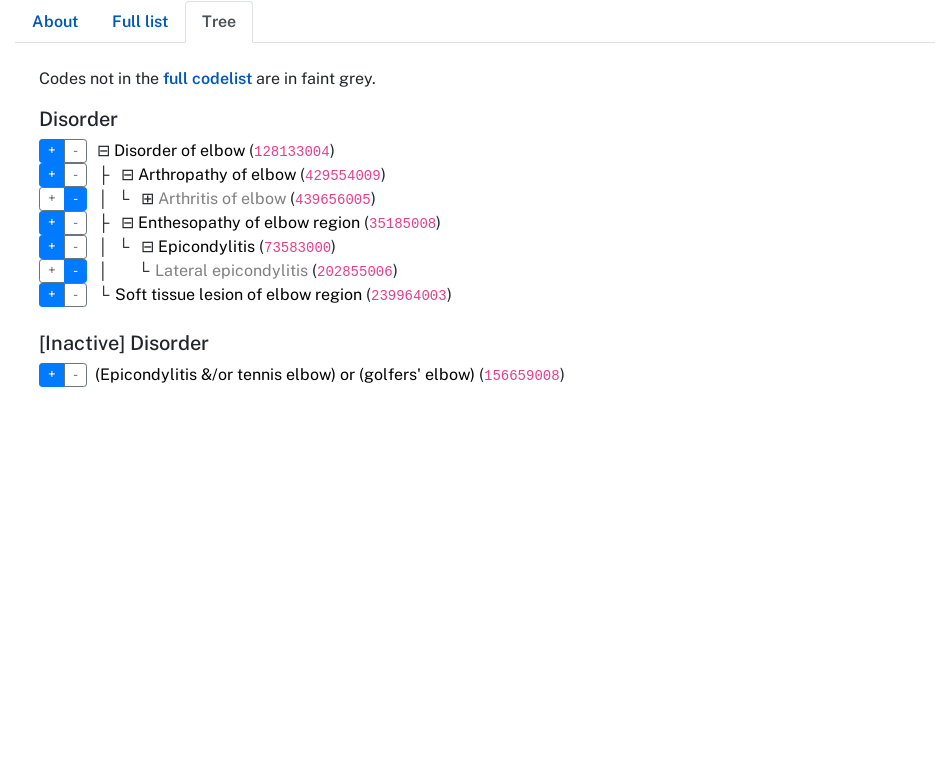 About Full list Tree
Codes not in the full codelist are in faint grey.
Disorder
+ - ⊟ Disorder of elbow (128133004)
+ - ├ ⊟ Arthropathy of elbow (429554009)
+ - │ └ ⊞ Arthritis of elbow (439656005)
+ - ├ ⊟ Enthesopathy of elbow region (35185008)
+ - │ └ ⊟ Epicondylitis (73583000)
+ - │ └ Lateral epicondylitis (202855006)
+ - └ Soft tissue lesion of elbow region (239964003)
[Inactive] Disorder
+ - (Epicondylitis &/or tennis elbow) or (golfers' elbow) (156659008)